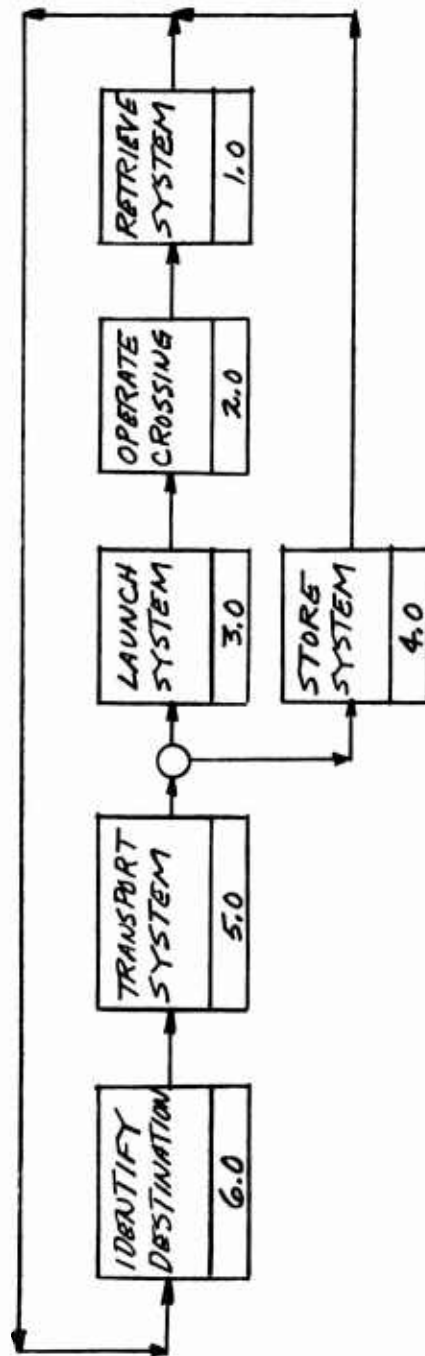 IDENTIFY
DESTINATION
6.0
TRANSPORT
SYSTEM
5.0
LAUNCH
SYSTEM
3.0
OPERATE
CROSSING
2.0
RETRIEVE
SYSTEM
1.0
STORE
SYSTEM
4.0